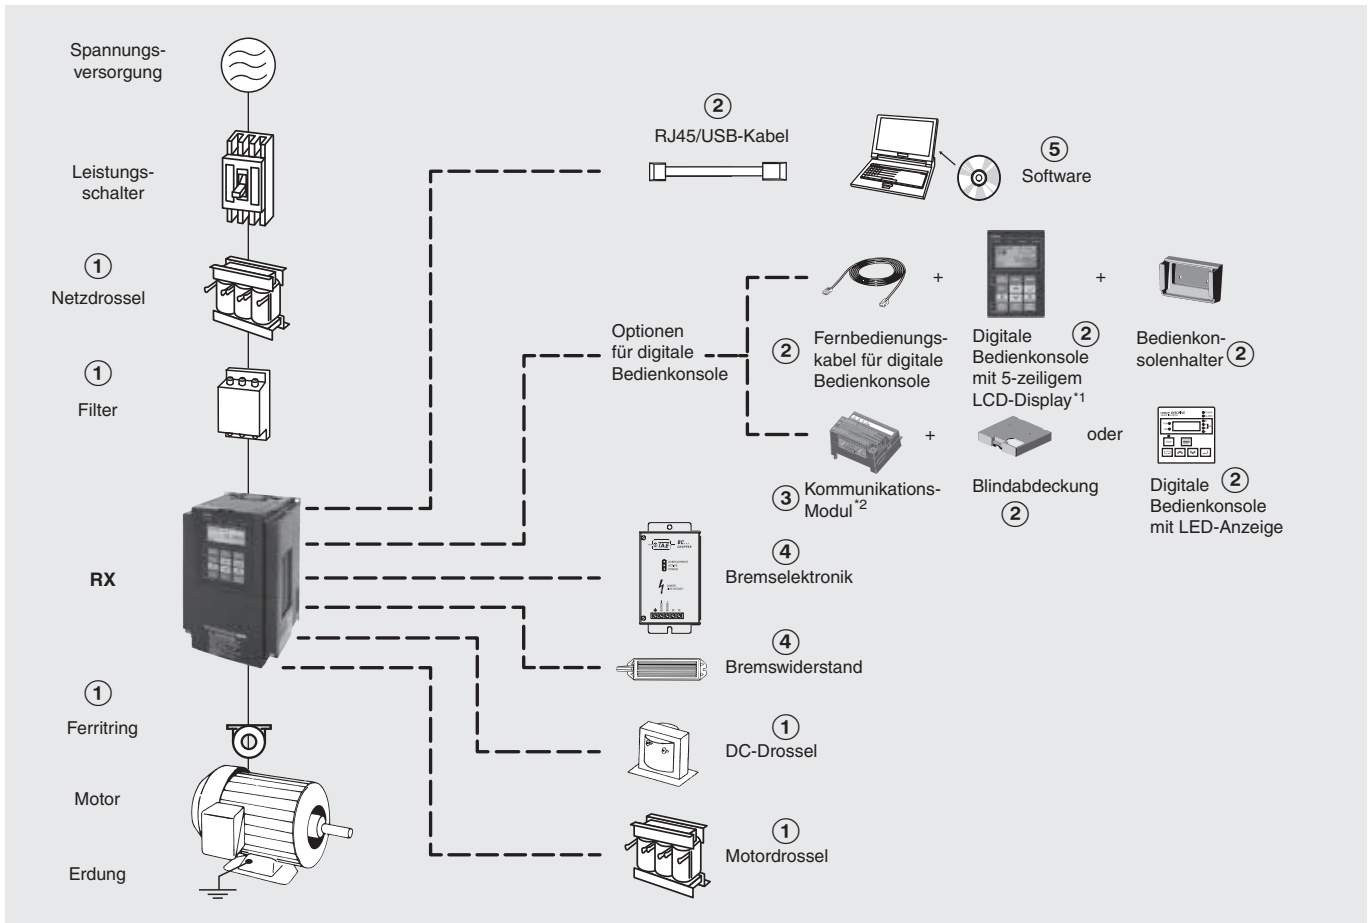 Spannungs-
versorgung
Leistungs-
schalter
1
Netzdrossel
1
Filter
RX
1
Ferritring
Motor
Erdung
2
RJ45/USB-Kabel
5
Software
Optionen
für digitale
Bedienkonsole
2
Fernbedienungs-
kabel für digitale
Bedienkonsole
+
Digitale 2
Bedienkonsole
mit 5-zeiligem
LCD-Display*1
+
Bedienkon-
solenhalter 2
3 Kommunikations-
Modul*2
+
Blindabdeckung
2
oder
Digitale 2
Bedienkonsole
mit LED-Anzeige
4
Bremselektronik
4
Bremswiderstand
1
DC-Drossel
1
Motordrossel